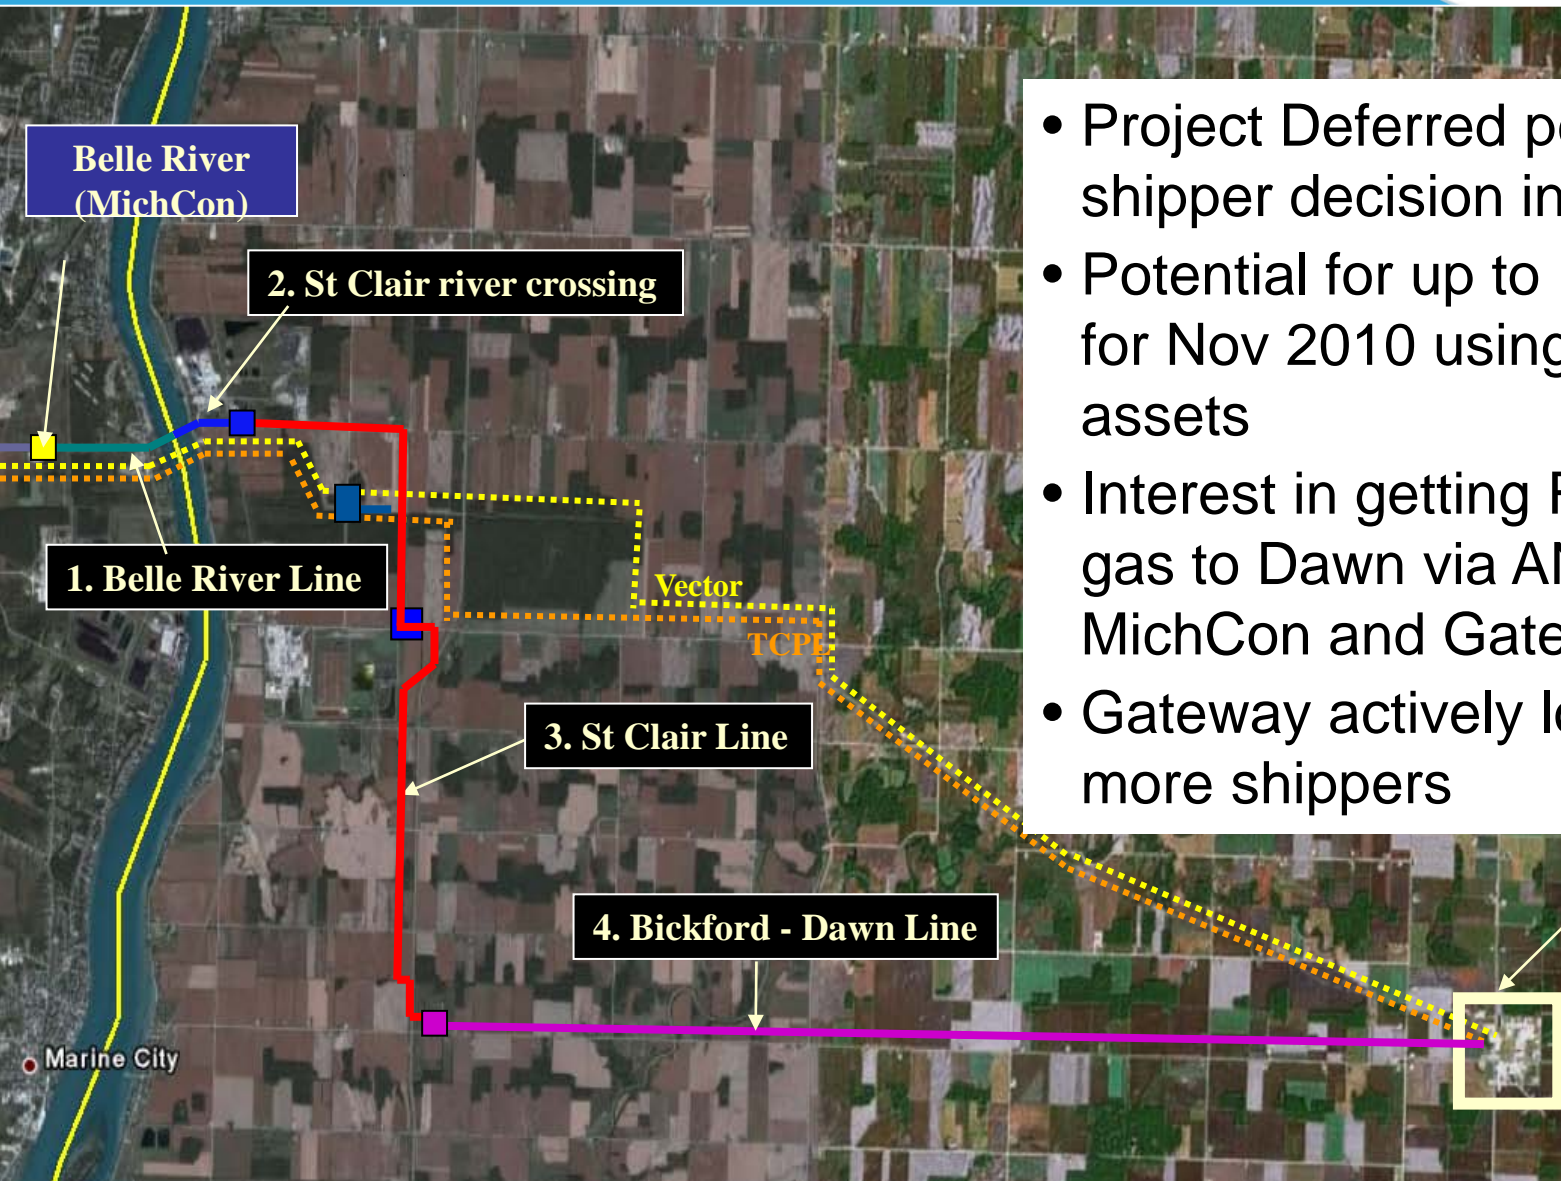 Belle River
(MichCon)
2. St Clair river crossing
1. Belle River Line
Vector
TCPL
3. St Clair Line
4. Bickford - Dawn Line
Marine City
• Project Deferred
shipper decision in
• Potential for up to
for Nov 2010 using
assets
• Interest in getting
gas to Dawn via
MichCon and
• Gateway actively
more shippers